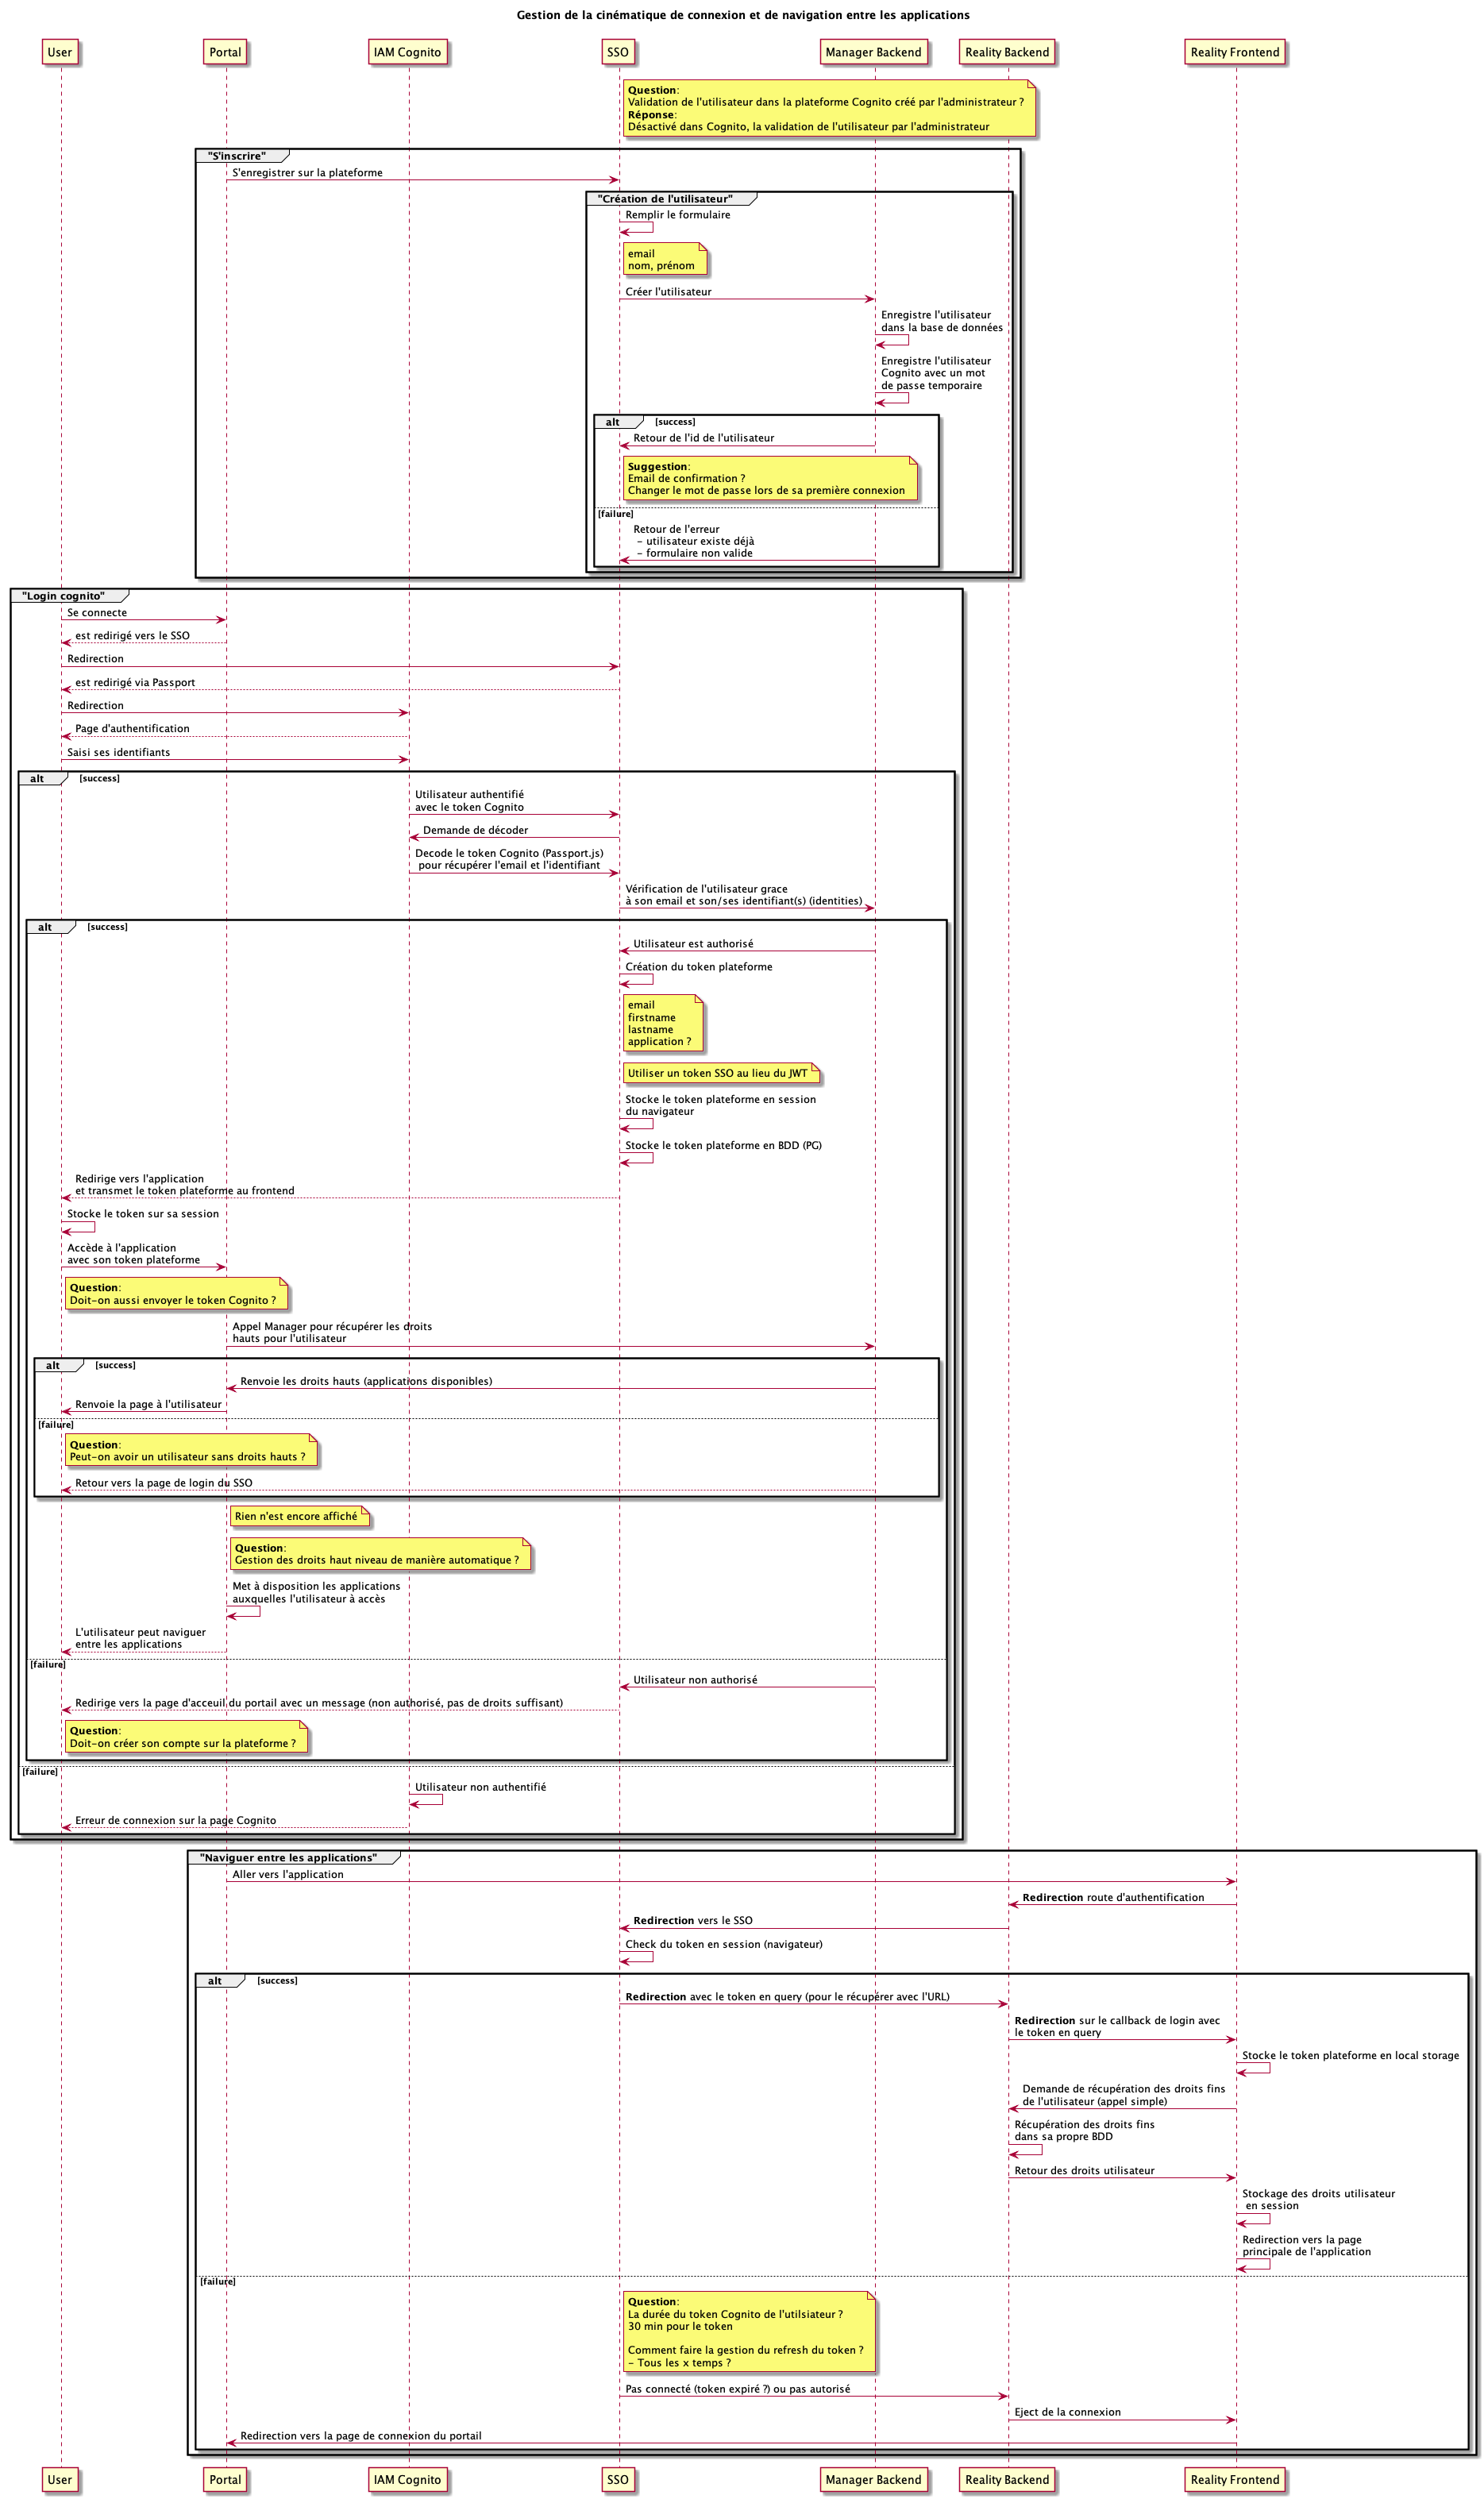 Gestion de la cinématique de connexion et de navigation entre les applications
User
Portal
IAM Cognito
SSO
Manager Backend
Reality Backend
Reality Frontend
Question:
Validation de l'utilisateur dans la plateforme Cognito créé par l'administrateur ?
Réponse:
Désactivé dans Cognito, la validation de l'utilisateur par l'administrateur
"S'inscrire"
S'enregistrer sur la plateforme
"Création de l'utilisateur"
Remplir le formulaire
email
nom, prénom
Créer l'utilisateur
Enregistre l'utilisateur
dans la base de données
Enregistre l'utilisateur
Cognito avec un mot
de passe temporaire
alt [success]
Retour de l'id de l'utilisateur
Suggestion:
Email de confirmation ?
Changer le mot de passe lors de sa première connexion
[failure]
Retour de l'erreur
- utilisateur existe déjà
- formulaire non valide
"Login cognito"
Se connecte
est redirigé vers le SSO
Redirection
est redirigé via Passport
Redirection
Page d'authentification
Saisi ses identifiants
alt [success]
Utilisateur authentifié
avec le token Cognito
Demande de décoder
Decode le token Cognito (Passport.js)
pour récupérer l'email et l'identifiant
Vérification de l'utilisateur grace
à son email et son/ses identifiant(s) (identities)
alt [success]
Utilisateur est authorisé
Création du token plateforme
email
firstname
lastname
application ?
Utiliser un token SSO au lieu du JWT
Stocke le token plateforme en session
du navigateur
Stocke le token plateforme en BDD (PG)
Redirige vers l'application
et transmet le token plateforme au frontend
Stocke le token sur sa session
Accède à l'application
avec son token plateforme
Question:
Doit-on aussi envoyer le token Cognito ?
Appel Manager pour récupérer les droits
hauts pour l'utilisateur
alt [success]
Renvoie les droits hauts (applications disponibles)
Renvoie la page à l'utilisateur
[failure]
Question:
Peut-on avoir un utilisateur sans droits hauts ?
Retour vers la page de login du SSO
Rien n'est encore affiché
Question:
Gestion des droits haut niveau de manière automatique ?
Met à disposition les applications
auxquelles l'utilisateur à accès
L'utilisateur peut naviguer
entre les applications
[failure]
Utilisateur non authorisé
Redirige vers la page d'acceuil du portail avec un message (non authorisé, pas de droits suffisant)
Question:
Doit-on créer son compte sur la plateforme ?
[failure]
Utilisateur non authentifié
Erreur de connexion sur la page Cognito
"Naviguer entre les applications"
Aller vers l'application
Redirection route d'authentification
Redirection vers le SSO
Check du token en session (navigateur)
alt [success]
Redirection avec le token en query (pour le récupérer avec l'URL)
Redirection sur le callback de login avec
le token en query
Stocke le token plateforme en local storage
Demande de récupération des droits fins
de l'utilisateur (appel simple)
Récupération des droits fins
dans sa propre BDD
Retour des droits utilisateur
Stockage des droits utilisateur
en session
Redirection vers la page
principale de l'application
[failure]
Question:
La durée du token Cognito de l'utilsiateur ?
30 min pour le token
Comment faire la gestion du refresh du token ?
- Tous les x temps ?
Pas connecté (token expiré ?) ou pas autorisé
Eject de la connexion
Redirection vers la page de connexion du portail
User
Portal
IAM Cognito
SSO
Manager Backend
Reality Backend
Reality Frontend